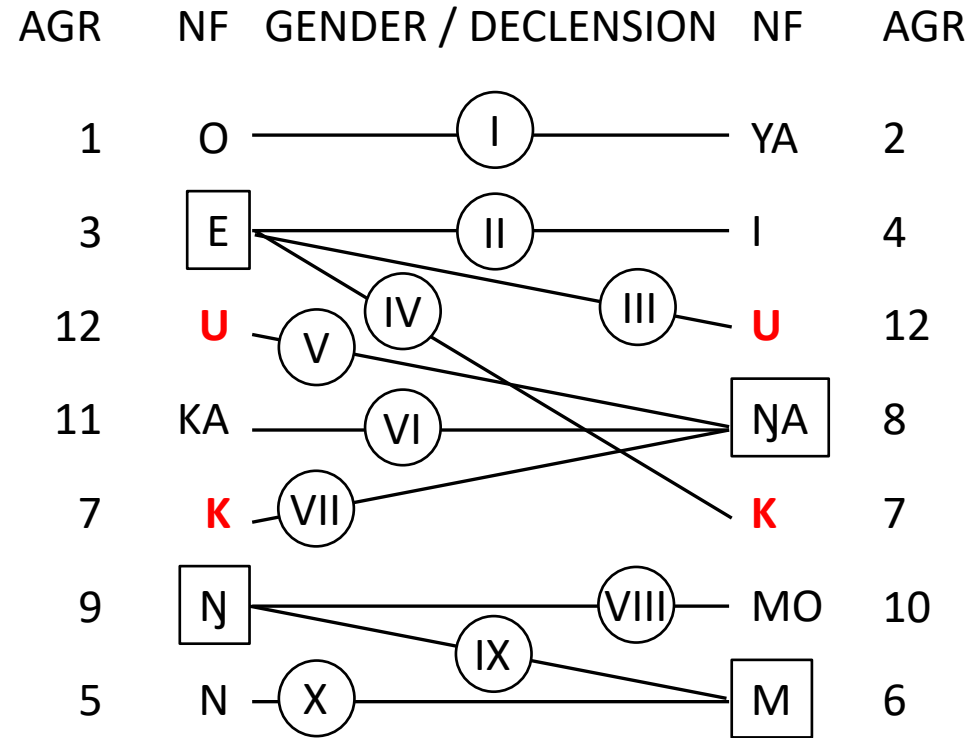 AGR NF GENDER / DECLENSION NF AGR
1 O I YA 2
3 E II I 4
12 U V IV III U 12
11 KA VI ŊA 8
7 K VII K 7
9 Ŋ VIII MO 10
5 N X IX M 6